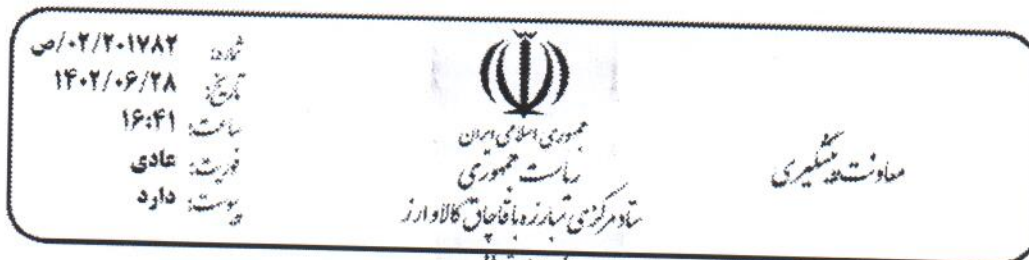 شماره: ۰۲/۲۰۱۷۸۲/ص
تاریخ: ۱۴۰۲/۰۶/۲۸
ساعت: ۱۶:۴۱
فوریت: عادی
پیوست: دارد
جمهوری اسلامی ایران
ریاست جمهوری
ستاد مرکزی مبارزه با قاچاق کالا و ارز
معاونت پیشگیری